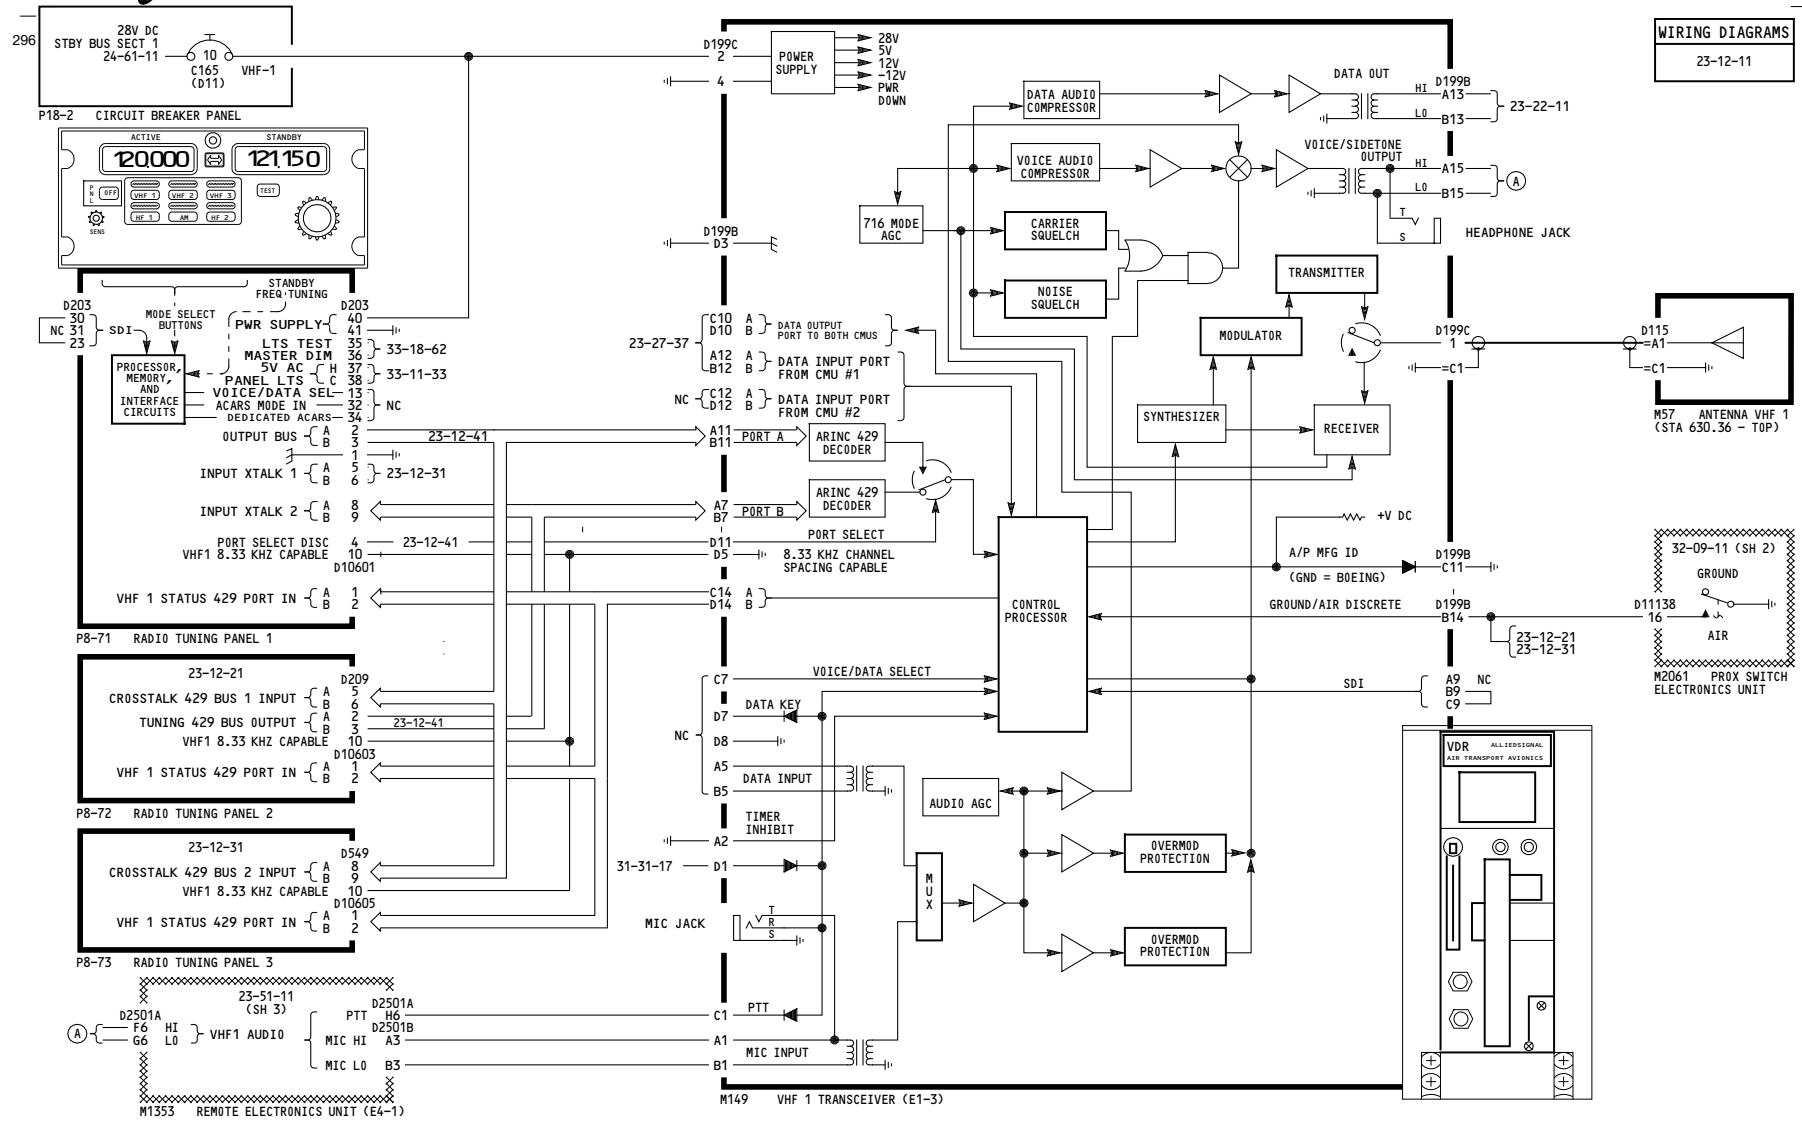 296
28V DC
STBY BUS SECT 1
24-61-11
10
C165
(D11)
VHF-1
P18-2 CIRCUIT BREAKER PANEL
WIRING DIAGRAMS
23-12-11
ACTIVE
STANDBY
120.000
121.150
PNL
OFF
VHF 1
VHF 2
VHF 3
HF 1
AM
HF 2
TEST
SENS
STANDBY
FREQ TUNING
MODE SELECT
BUTTONS
D203
30
NC 31
23
SDI
PROCESSOR,
MEMORY,
AND
INTERFACE
CIRCUITS
D203
PWR SUPPLY
40
41
LTS TEST 35
MASTER DIM 36
33-18-62
5V AC H 37
PANEL LTS C 38
33-11-33
VOICE/DATA SEL 13
ACARS MODE IN 32
DEDICATED ACARS 34
NC
OUTPUT BUS A 2
B 3
23-12-41
1
INPUT XTALK 1 A 5
B 6
23-12-31
INPUT XTALK 2 A 8
B 9
PORT SELECT DISC 4
23-12-41
VHF1 8.33 KHZ CAPABLE 10
D10601
VHF 1 STATUS 429 PORT IN A 1
B 2
P8-71 RADIO TUNING PANEL 1
23-12-21
D209
CROSSTALK 429 BUS 1 INPUT A 5
B 6
TUNING 429 BUS OUTPUT A 2
B 3
23-12-41
VHF1 8.33 KHZ CAPABLE 10
D10603
VHF 1 STATUS 429 PORT IN A 1
B 2
P8-72 RADIO TUNING PANEL 2
23-12-31
D549
CROSSTALK 429 BUS 2 INPUT A 8
B 9
VHF1 8.33 KHZ CAPABLE 10
D10605
VHF 1 STATUS 429 PORT IN A 1
B 2
P8-73 RADIO TUNING PANEL 3
23-51-11
(SH 3)
A
D2501A
F6 HI
G6 LO
VHF1 AUDIO
D2501A
PTT H6
D2501B
MIC HI A3
MIC LO B3
M1353 REMOTE ELECTRONICS UNIT (E4-1)
D199C
2
4
POWER
SUPPLY
28V
5V
12V
-12V
PWR
DOWN
D199B
D3
23-27-37
C10 A
D10 B
DATA OUTPUT
PORT TO BOTH CMUS
A12 A
B12 B
DATA INPUT PORT
FROM CMU #1
NC
C12 A
D12 B
DATA INPUT PORT
FROM CMU #2
A11
B11
PORT A
ARINC 429
DECODER
A7
B7
PORT B
ARINC 429
DECODER
D11
PORT SELECT
D5
8.33 KHZ CHANNEL
SPACING CAPABLE
C14 A
D14 B
C7
VOICE/DATA SELECT
D7
DATA KEY
NC
D8
A5
DATA INPUT
B5
TIMER
INHIBIT
A2
31-31-17
D1
MIC JACK
T
R
S
C1
PTT
A1
MIC INPUT
B1
M149 VHF 1 TRANSCEIVER (E1-3)
DATA AUDIO
COMPRESSOR
DATA OUT
HI
LO
D199B
A13
B13
23-22-11
VOICE AUDIO
COMPRESSOR
VOICE/SIDETONE
OUTPUT
HI
LO
A15
B15
A
T
S
HEADPHONE JACK
716 MODE
AGC
CARRIER
SQUELCH
NOISE
SQUELCH
TRANSMITTER
MODULATOR
SYNTHESIZER
RECEIVER
D199C
1
=C1
D115
=A1
=C1
M57 ANTENNA VHF 1
(STA 630.36 - TOP)
CONTROL
PROCESSOR
+V DC
A/P MFG ID
(GND = BOEING)
D199B
C11
GROUND/AIR DISCRETE
D199B
B14
23-12-21
23-12-31
D11138
16
32-09-11 (SH 2)
GROUND
AIR
M2061 PROX SWITCH
ELECTRONICS UNIT
SDI
A9 NC
B9
C9
AUDIO AGC
MUX
OVERMOD
PROTECTION
OVERMOD
PROTECTION
VDR ALLIEDSIGNAL
AIR TRANSPORT AVIONICS